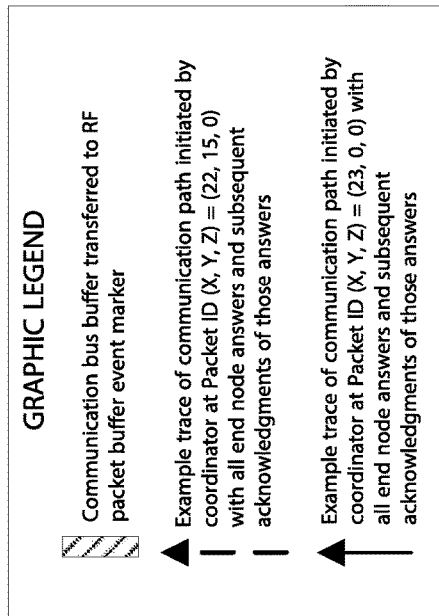 GRAPHIC LEGEND
Communication bus buffer transferred to RF
packet buffer event marker
Example trace of communication path initiated by
coordinator at Packet ID (X, Y, Z) = (22, 15, 0)
with all end node answers and subsequent
acknowledgments of those answers
Example trace of communication path initiated by
coordinator at Packet ID (X, Y, Z) = (23, 0, 0) with
all end node answers and subsequent
acknowledgments of those answers